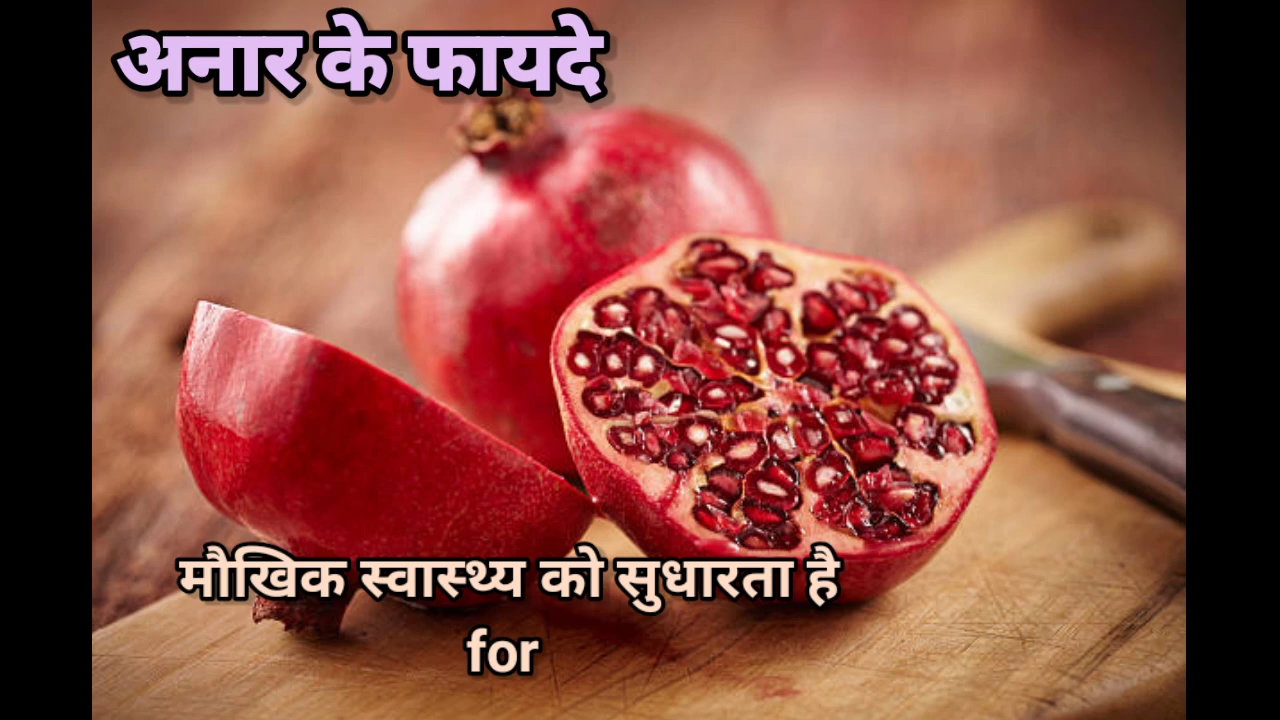 अनार के फायदे
मौखिक स्वास्थ्य को सुधारता है
for